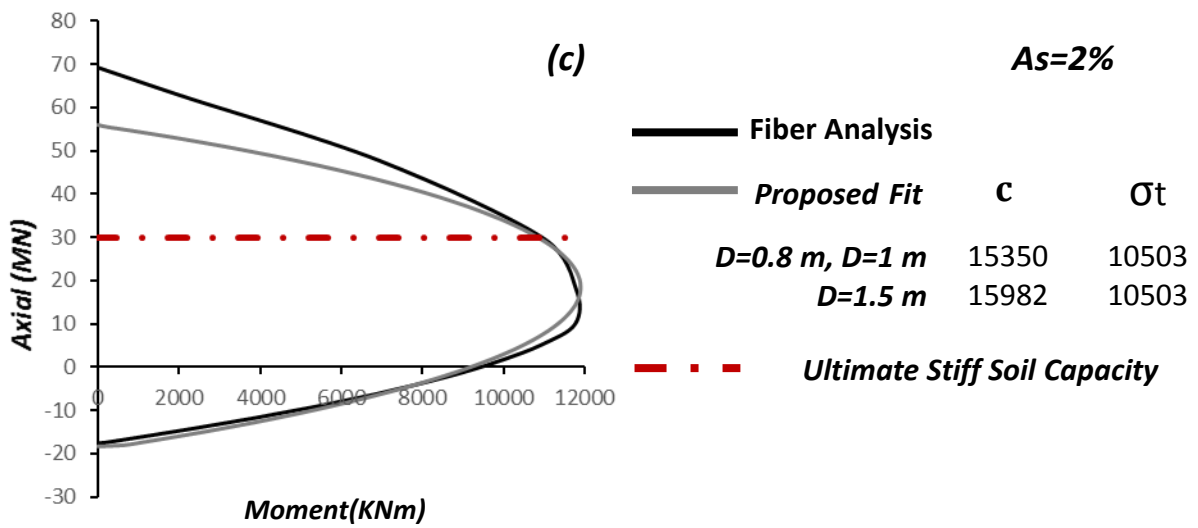 80
70
60
50
40
30
20
10
0
-10
-20
-30
Axial (MN)
0 2000 4000 6000 8000 10000 12000
Moment(KNm)
(c)
As=2%
Fiber Analysis
Proposed Fit c σt
D=0.8 m, D=1 m 15350 10503
D=1.5 m 15982 10503
Ultimate Stiff Soil Capacity